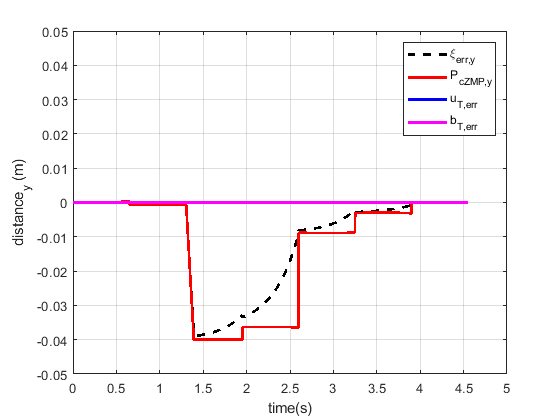 0.05
0.04
0.03
0.02
0.01
0
-0.01
-0.02
-0.03
-0.04
-0.05
distance_y (m)
0 0.5 1 1.5 2 2.5 3 3.5 4 4.5 5
time(s)
ξ_err,y
P_cZMP,y
u_T,err
b_T,err